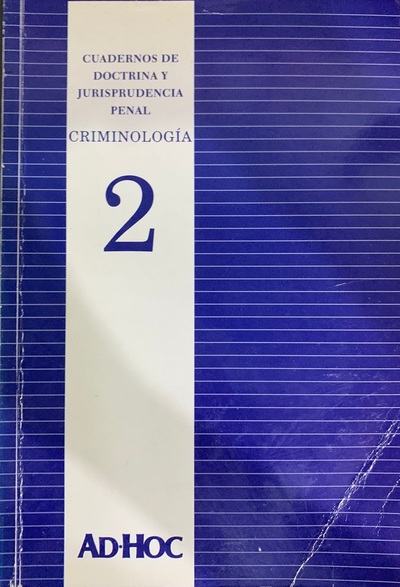 CUADERNOS DE
DOCTRINA Y
JURISPRUDENCIA
PENAL
CRIMINOLOGÍA
2
AD·HOC